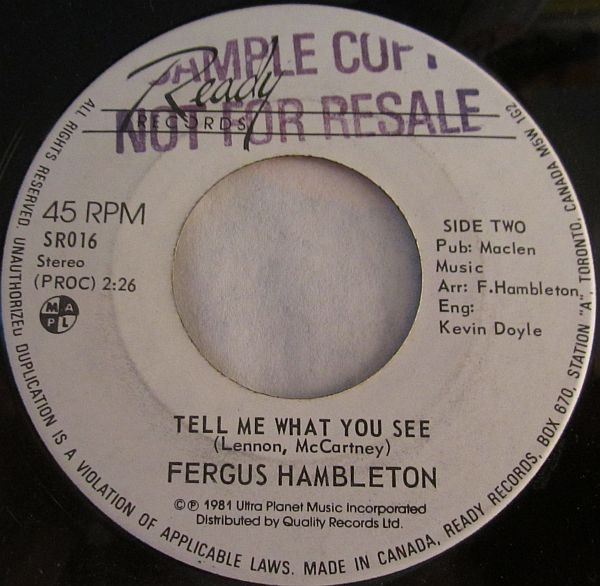 SAMPLE COPY
Ready
RECORDS
NOT FOR RESALE
45 RPM
SR016
Stereo
(PROC) 2:26
M A
P L
SIDE TWO
Pub: Maclen
Music
Arr: F.Hambleton
Eng:
Kevin Doyle
TELL ME WHAT YOU SEE
(Lennon, McCartney)
FERGUS HAMBLETON
©℗ 1981 Ultra Planet Music Incorporated
Distributed by Quality Records Ltd.
ALL RIGHTS RESERVED. UNAUTHORIZED DUPLICATION IS A VIOLATION OF APPLICABLE LAWS. MADE IN CANADA, READY RECORDS, BOX 670, STATION "A", TORONTO, CANADA M5W 1G2